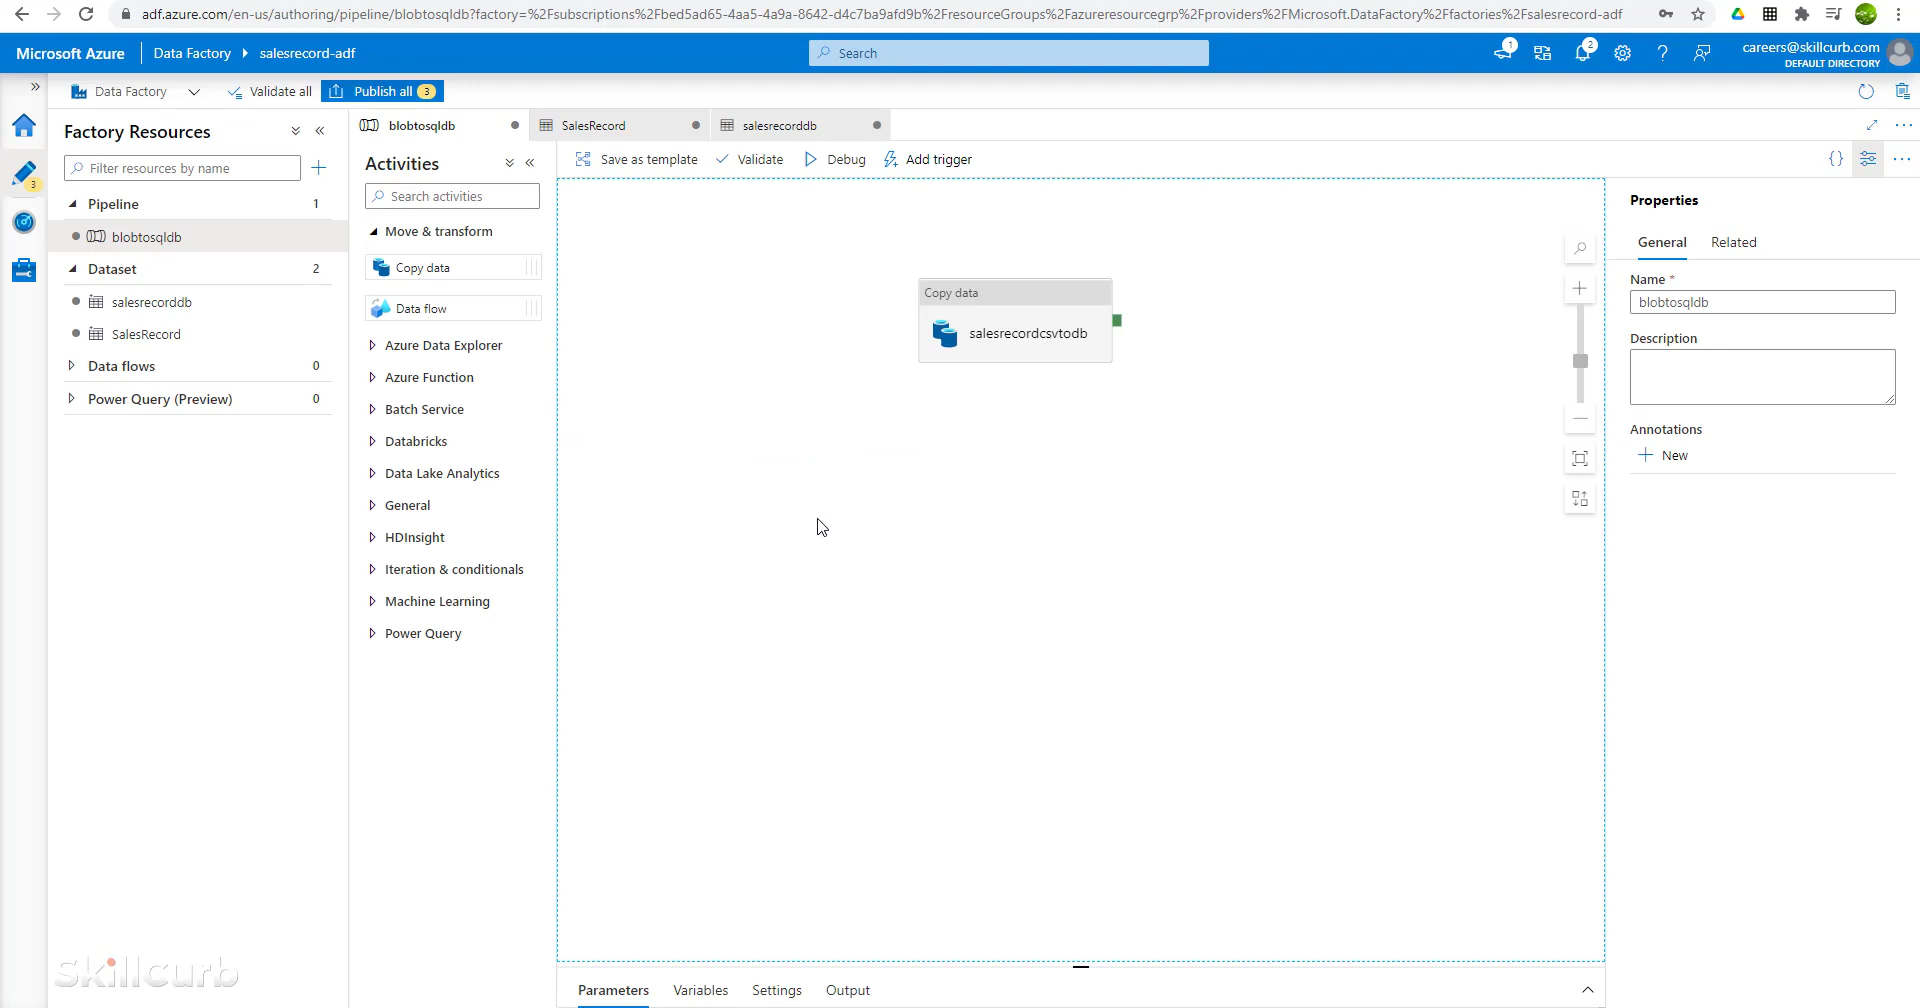 adf.azure.com/en-us/authoring/pipeline/blobtosqldb?factory=%2Fsubscriptions%2Fbed5ad65-4aa5-4a9a-8642-d4c7ba9afd9b%2FresourceGroups%2Fazureresourcegrp%2Fproviders%2FMicrosoft.DataFactory%2Ffactories%2Fsalesrecord-adf
Microsoft Azure
Data Factory
salesrecord-adf
Search
1
2
careers@skillcurb.com
DEFAULT DIRECTORY
Data Factory
Validate all
Publish all
3
3
Factory Resources
Filter resources by name
Pipeline
1
blobtosqldb
Dataset
2
salesrecorddb
SalesRecord
Data flows
0
Power Query (Preview)
0
blobtosqldb
SalesRecord
salesrecorddb
Activities
Search activities
Move & transform
Copy data
Data flow
Azure Data Explorer
Azure Function
Batch Service
Databricks
Data Lake Analytics
General
HDInsight
Iteration & conditionals
Machine Learning
Power Query
Save as template
Validate
Debug
Add trigger
Copy data
salesrecordcsvtodb
Parameters
Variables
Settings
Output
Properties
General
Related
Name *
blobtosqldb
Description
Annotations
New
Skillcurb